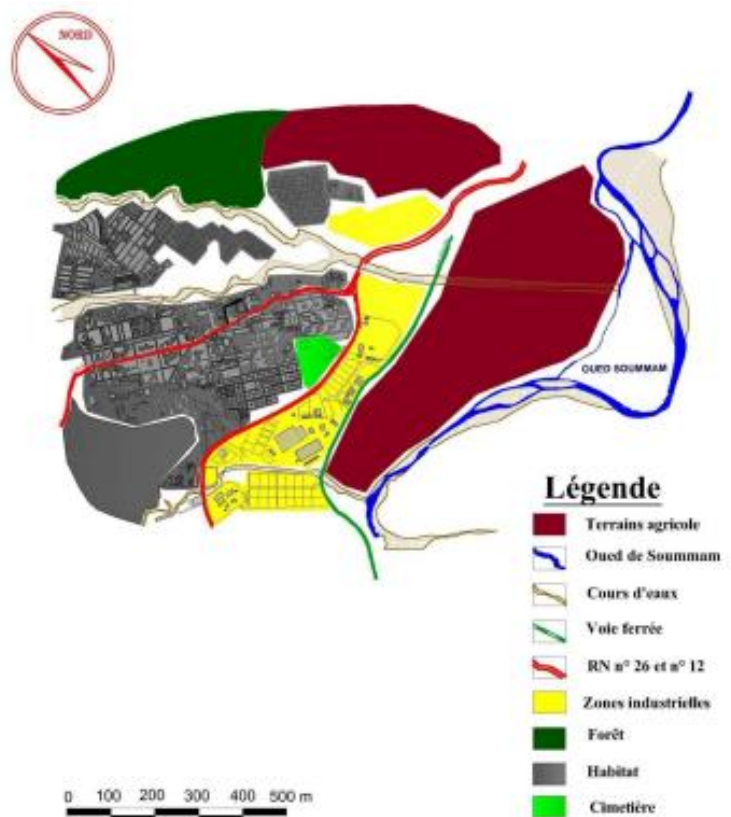 NORD
OUED SOUMMAM
Légende
Terrains agricole
Oued de Soummam
Cours d'eaux
Voie ferrée
RN n° 26 et n° 12
Zones industrielles
Forêt
Habitat
Cimetière
0 100 200 300 400 500 m